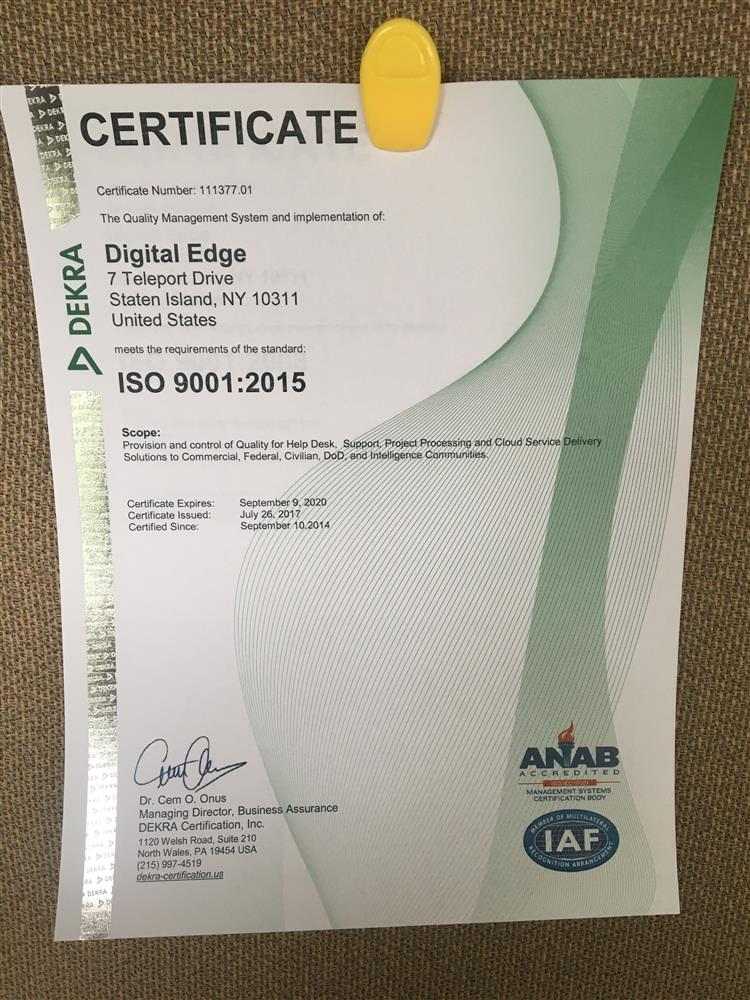 CERTIFICATE
Certificate Number: 111377.01
The Quality Management System and implementation of:
Digital Edge
7 Teleport Drive
Staten Island, NY 10311
United States
DEKRA
meets the requirements of the standard:
ISO 9001:2015
Scope:
Provision and control of Quality for Help Desk, Support, Project Processing and Cloud Service Delivery
Solutions to Commercial, Federal, Civilian, DoD, and Intelligence Communities.
Certificate Expires: September 9, 2020
Certificate Issued: July 26, 2017
Certified Since: September 10.2014
Dr. Cem O. Onus
Managing Director, Business Assurance
DEKRA Certification, Inc.
1120 Welsh Road, Suite 210
North Wales, PA 19454 USA
(215) 997-4519
dekra-certification.us
ANAB
ACCREDITED
MANAGEMENT SYSTEMS
CERTIFICATION BODY
MEMBER OF MULTILATERAL
IAF
RECOGNITION ARRANGEMENT